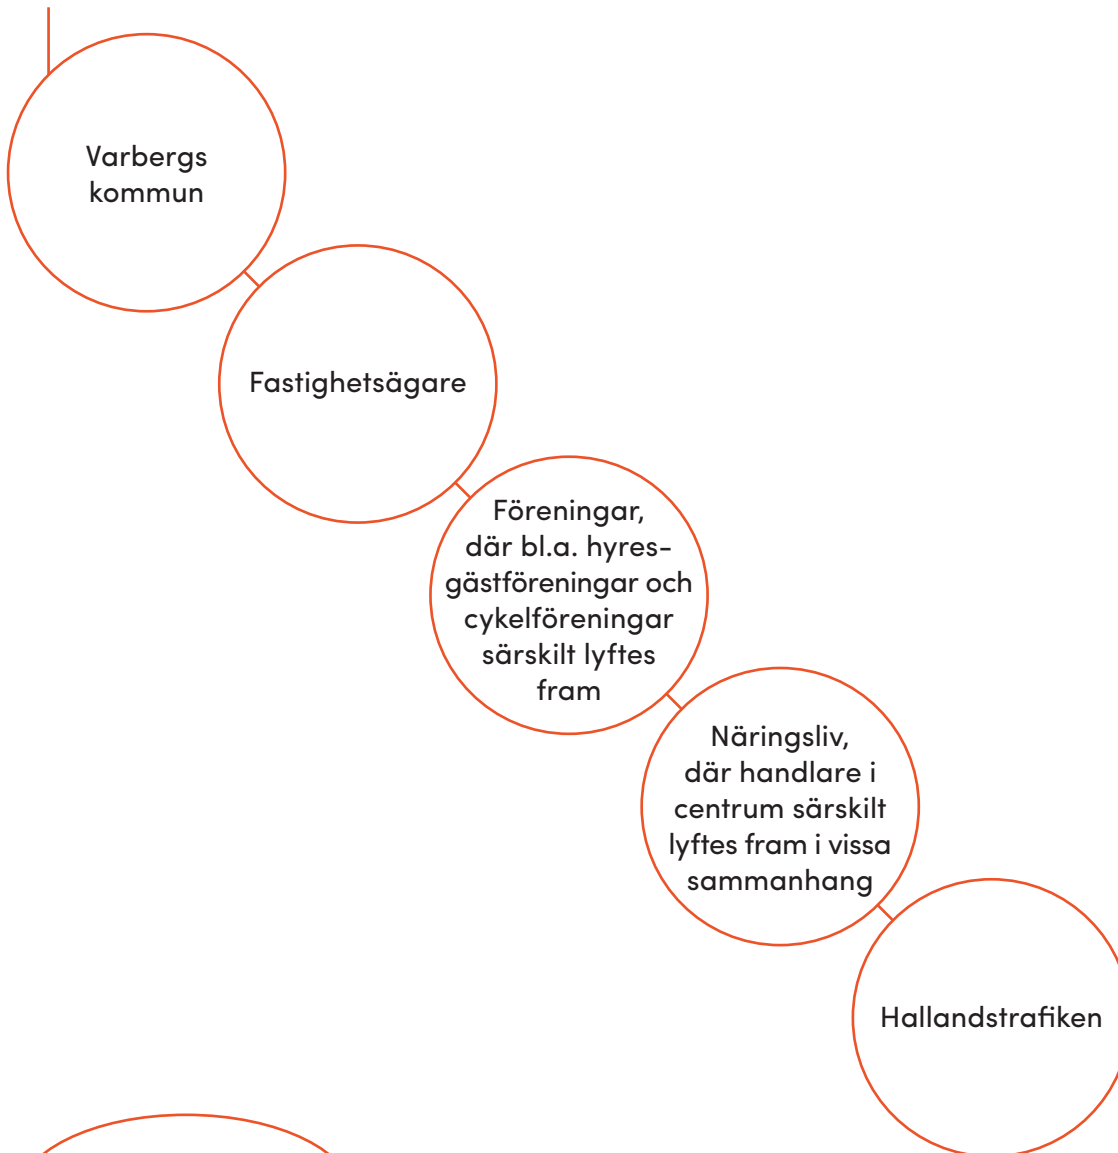 Varbergs
kommun
Fastighetsägare
Föreningar,
där bl.a. hyres-
gästföreningar och
cykelföreningar
särskilt lyftes
fram
Näringsliv,
där handlare i
centrum särskilt
lyftes fram i vissa
sammanhang
Hallandstrafiken